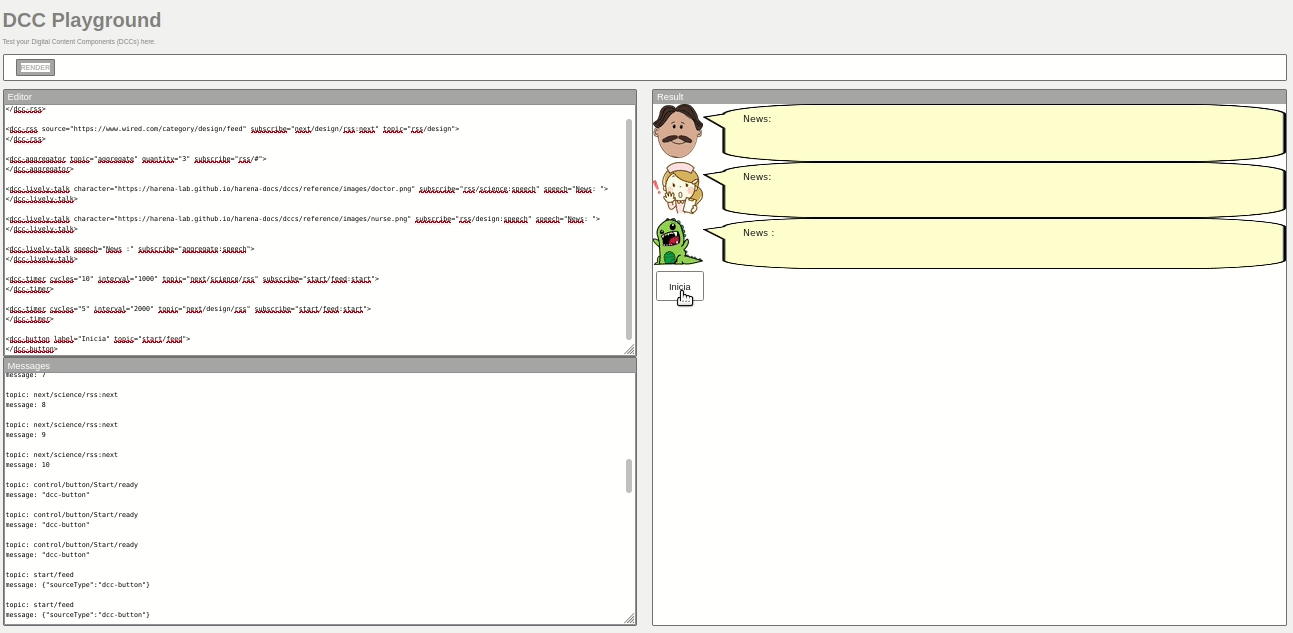 DCC Playground
Test your Digital Content Components (DCCs) here.
RENDER
Editor
</dcc-rss>
<dcc-rss source="https://www.wired.com/category/design/feed" subscribe="next/design/rss:next" topic="rss/design">
</dcc-rss>
<dcc-aggregator topic="aggregate" quantity="3" subscribe="rss/#">
</dcc-aggregator>
<dcc-lively-talk character="https://harena-lab.github.io/harena-docs/dccs/reference/images/doctor.png" subscribe="rss/science:speech" speech="News: ">
</dcc-lively-talk>
<dcc-lively-talk character="https://harena-lab.github.io/harena-docs/dccs/reference/images/nurse.png" subscribe="rss/design:speech" speech="News: ">
</dcc-lively-talk>
<dcc-lively-talk speech="News :" subscribe="aggregate:speech">
</dcc-lively-talk>
<dcc-timer cycles="10" interval="1000" topic="next/science/rss" subscribe="start/feed:start">
</dcc-timer>
<dcc-timer cycles="5" interval="2000" topic="next/design/rss" subscribe="start/feed:start">
</dcc-timer>
<dcc-button label="Inicia" topic="start/feed">
</dcc-button>
Messages
message: 7
topic: next/science/rss:next
message: 8
topic: next/science/rss:next
message: 9
topic: next/science/rss:next
message: 10
topic: control/button/Start/ready
message: "dcc-button"
topic: control/button/Start/ready
message: "dcc-button"
topic: control/button/Start/ready
message: "dcc-button"
topic: start/feed
message: {"sourceType":"dcc-button"}
topic: start/feed
message: {"sourceType":"dcc-button"}
Result
News:
News:
News :
Inicia